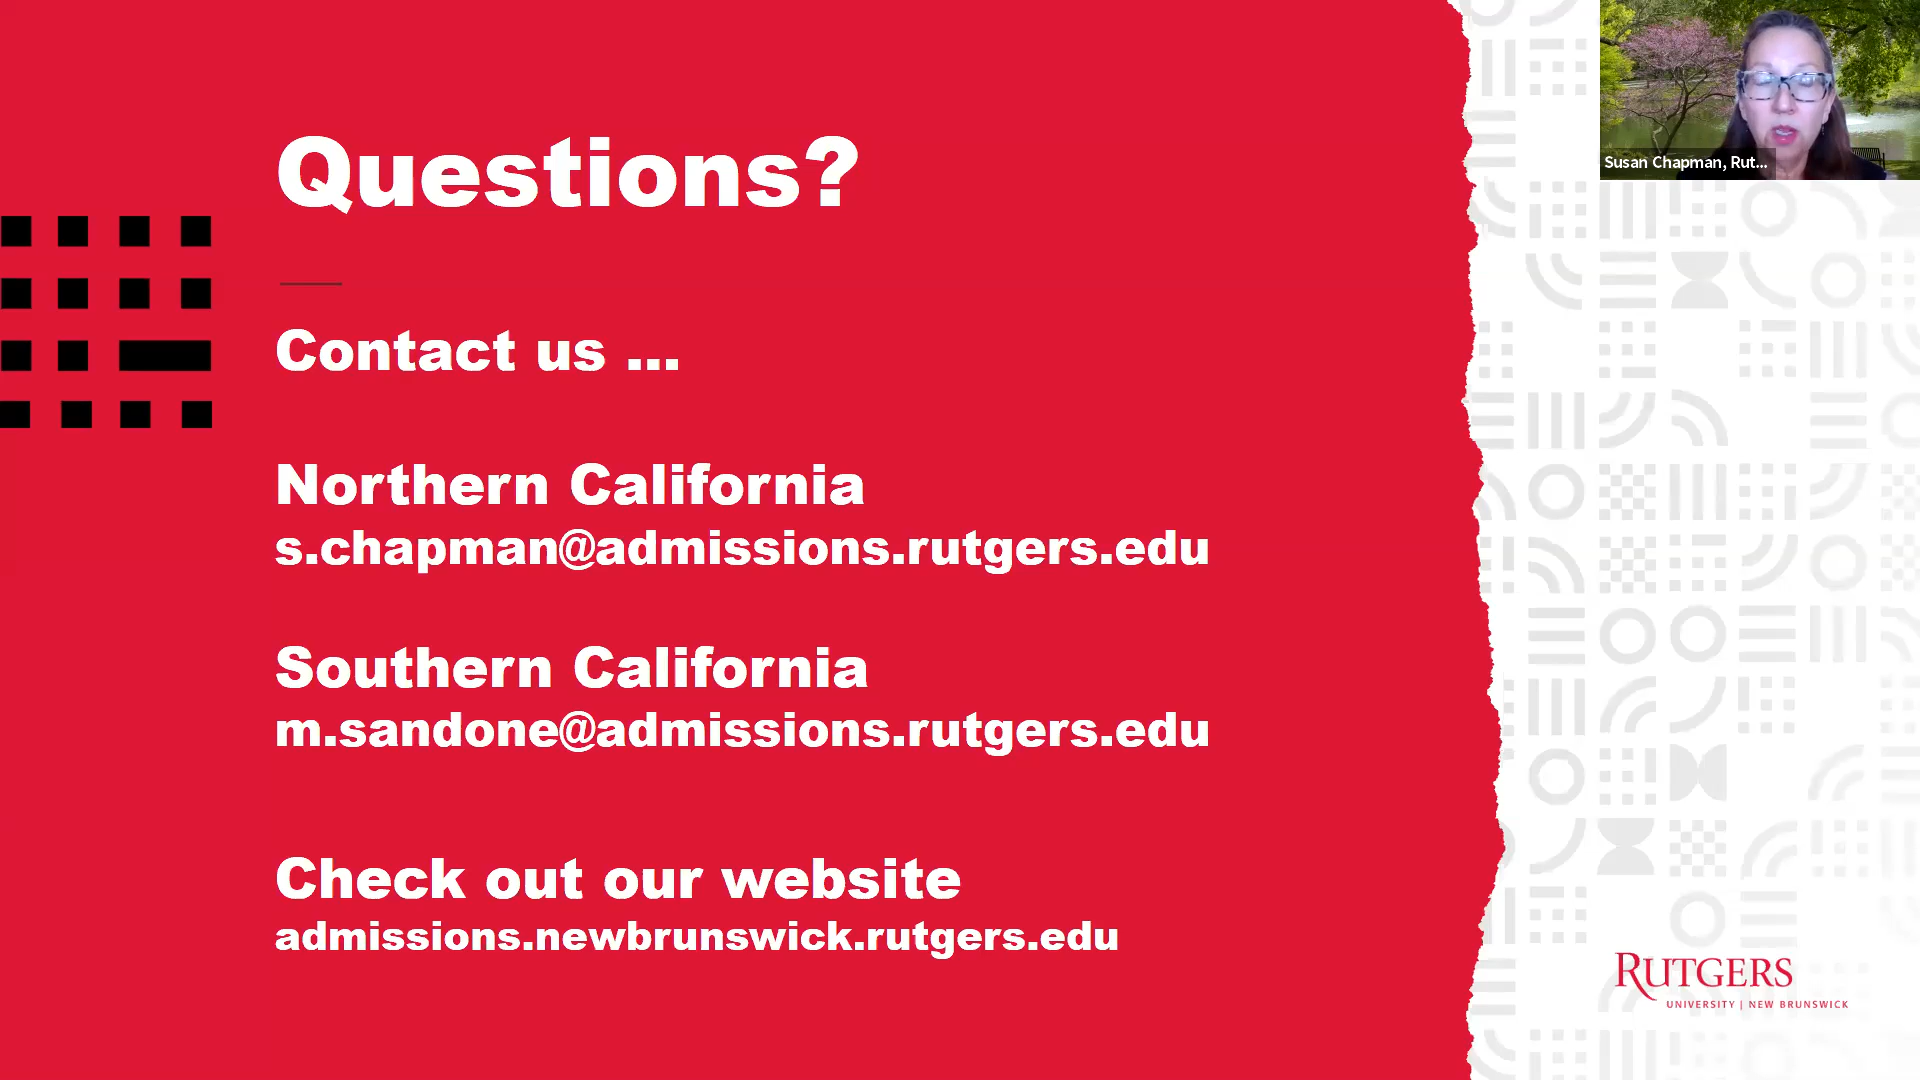 Questions?
Contact us ...
Northern California
s.chapman@admissions.rutgers.edu
Southern California
m.sandone@admissions.rutgers.edu
Check out our website
admissions.newbrunswick.rutgers.edu
Susan Chapman, Rut...
RUTGERS
UNIVERSITY | NEW BRUNSWICK